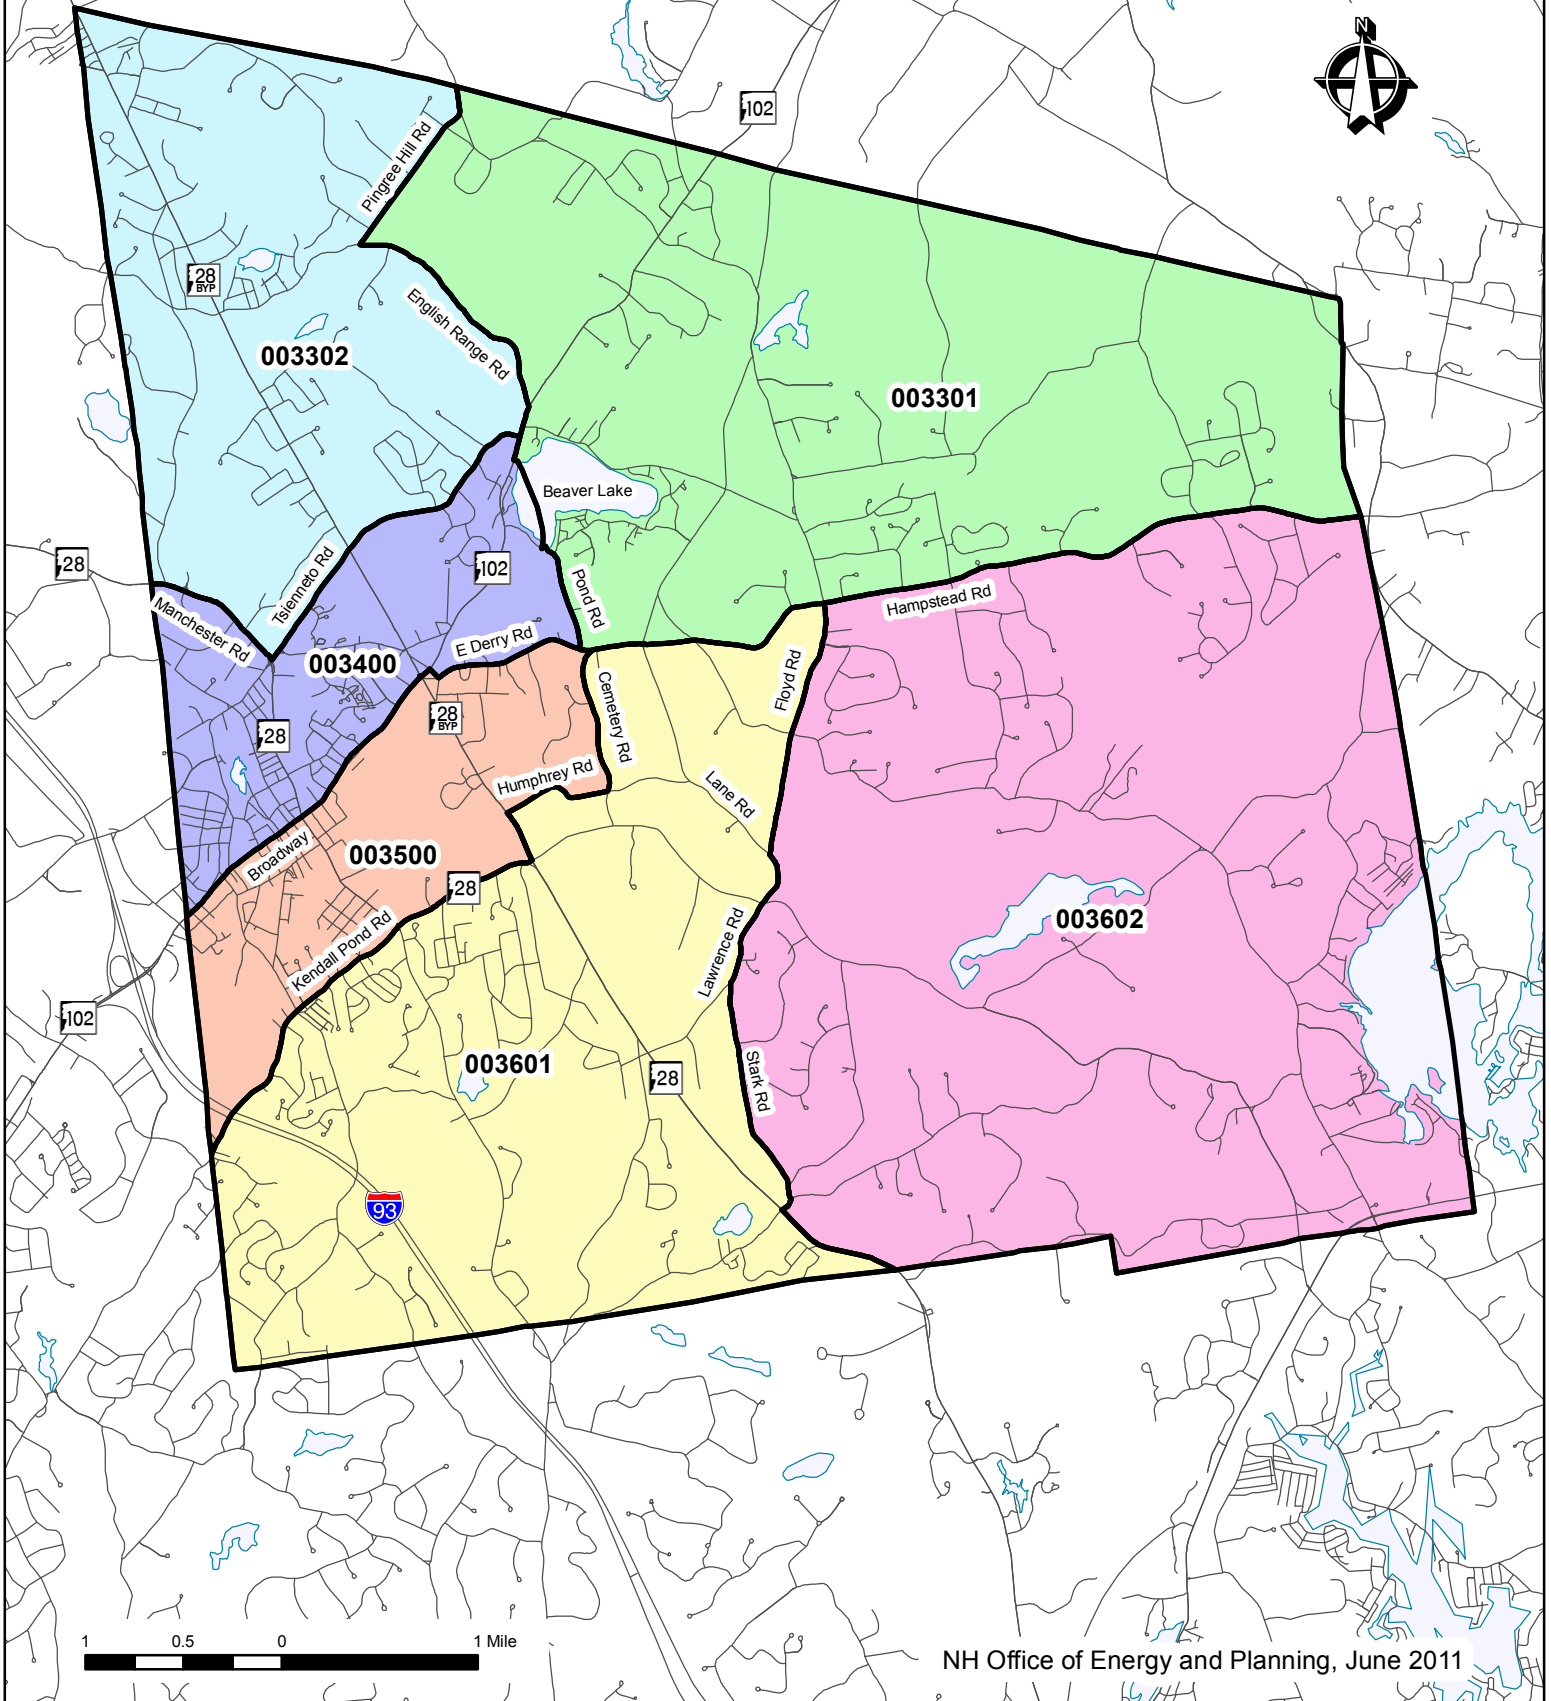 N
102
Pingree Hill Rd
28
BYP
English Range Rd
003302
003301
Beaver Lake
28
102
Tsienneto Rd
Manchester Rd
Pond Rd
Hampstead Rd
E Derry Rd
003400
Floyd Rd
Cemetery Rd
28
BYP
28
Humphrey Rd
Lane Rd
Broadway
003500
28
003602
Kendall Pond Rd
Lawrence Rd
102
003601
28
Stark Rd
93
1 0.5 0 1 Mile
NH Office of Energy and Planning, June 2011